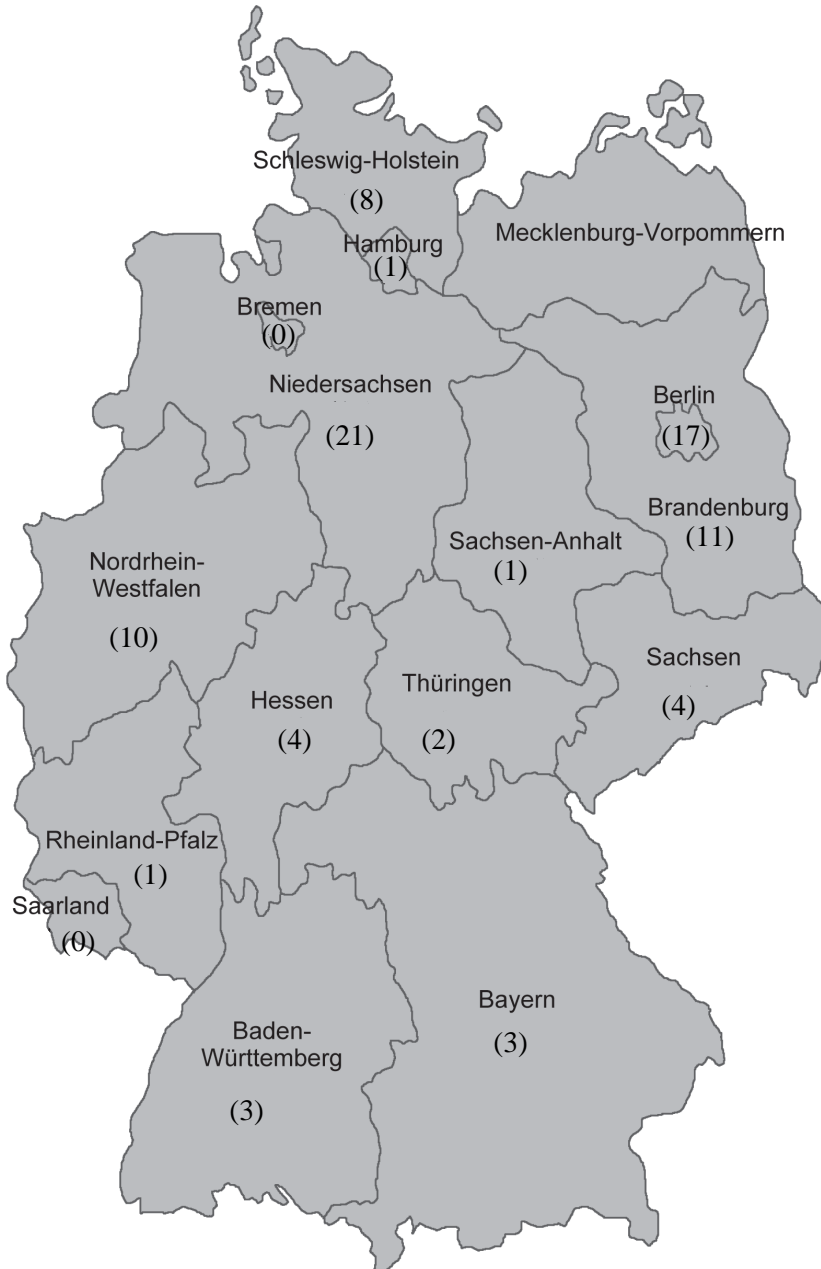 Schleswig-Holstein
(8)
Mecklenburg-Vorpommern
Hamburg
(1)
Bremen
(0)
Niedersachsen
(21)
Berlin
(17)
Brandenburg
(11)
Sachsen-Anhalt
(1)
Nordrhein-
Westfalen
(10)
Sachsen
(4)
Thüringen
(2)
Hessen
(4)
Rheinland-Pfalz
(1)
Saarland
(0)
Bayern
(3)
Baden-
Württemberg
(3)